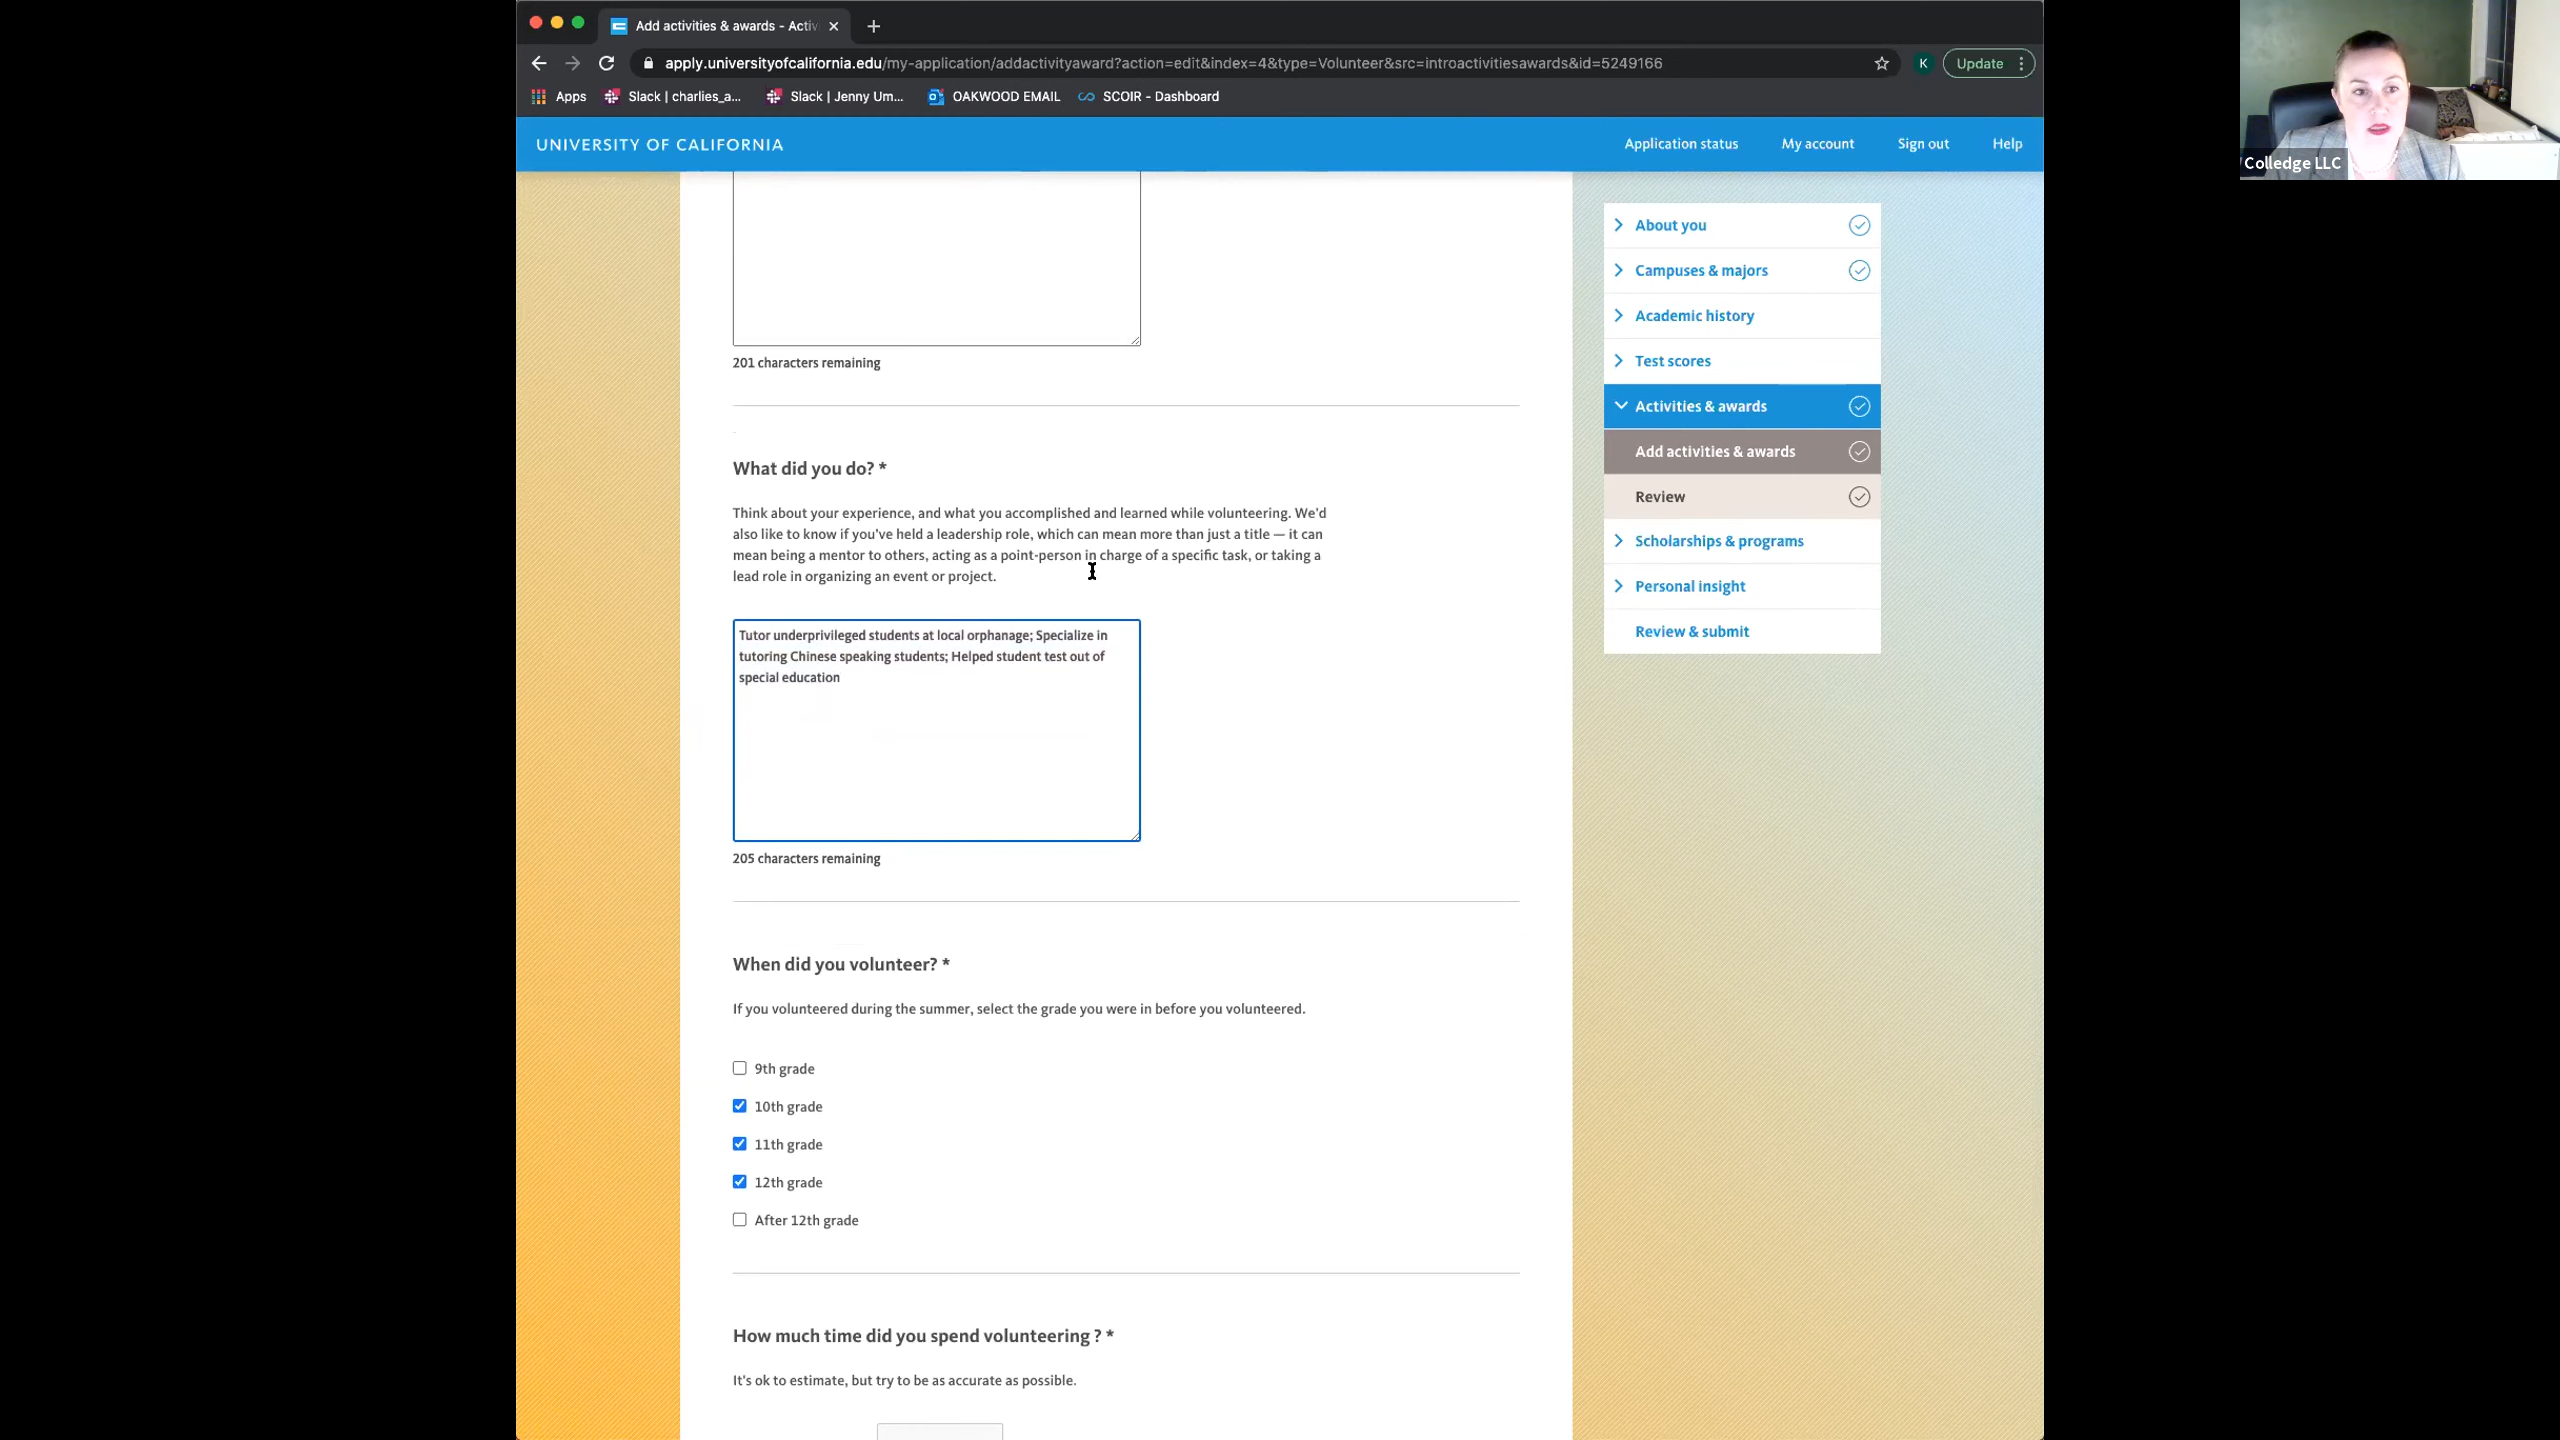 Add activities & awards - Activ
apply.universityofcalifornia.edu/my-application/addactivityaward?action=edit&index=4&type=Volunteer&src=introactivitiesawards&id=5249166
K
Update
Apps
Slack | charlies_a...
Slack | Jenny Um...
OAKWOOD EMAIL
SCOIR - Dashboard
Colledge LLC
UNIVERSITY OF CALIFORNIA
Application status
My account
Sign out
Help
201 characters remaining
What did you do? *
Think about your experience, and what you accomplished and learned while volunteering. We'd
also like to know if you've held a leadership role, which can mean more than just a title — it can
mean being a mentor to others, acting as a point-person in charge of a specific task, or taking a
lead role in organizing an event or project.
Tutor underprivileged students at local orphanage; Specialize in
tutoring Chinese speaking students; Helped student test out of
special education
205 characters remaining
When did you volunteer? *
If you volunteered during the summer, select the grade you were in before you volunteered.
9th grade
10th grade
11th grade
12th grade
After 12th grade
How much time did you spend volunteering ? *
It's ok to estimate, but try to be as accurate as possible.
About you
Campuses & majors
Academic history
Test scores
Activities & awards
Add activities & awards
Review
Scholarships & programs
Personal insight
Review & submit